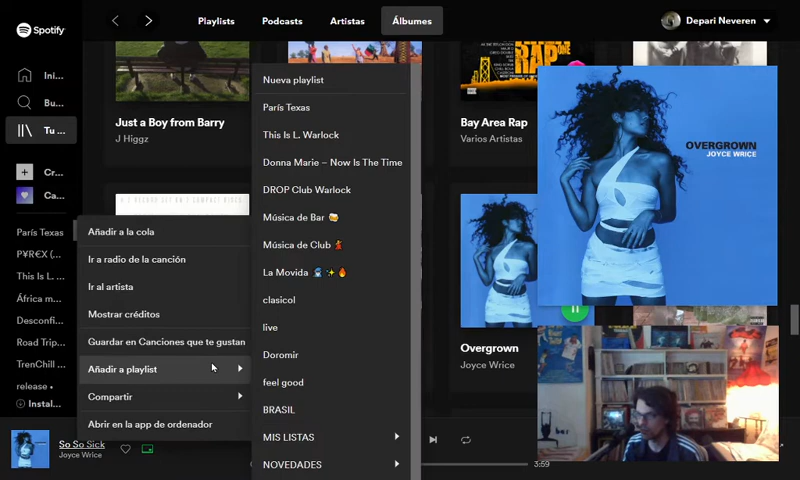 Spotify
Playlists
Podcasts
Artistas
Álbumes
Depari Neveren
Ini...
Bu...
Tu ...
Cr...
Ca...
París Texas
P¥R€X (...
This Is L. ...
África m...
Desconfi...
Road Trip...
TrenChill ...
release •
Instal...
Just a Boy from Barry
J Higgz
Bay Area Rap
Varios Artistas
Overgrown
Joyce Wrice
OVERGROWN
JOYCE WRICE
Añadir a la cola
Ir a radio de la canción
Ir al artista
Mostrar créditos
Guardar en Canciones que te gustan
Añadir a playlist
Compartir
Abrir en la app de ordenador
Nueva playlist
París Texas
This Is L. Warlock
Donna Marie – Now Is The Time
DROP Club Warlock
Música de Bar 🍻
Música de Club 💃
La Movida 🌊✨🔥
clasicol
live
Doromir
feel good
BRASIL
MIS LISTAS
NOVEDADES
So So Sick
Joyce Wrice
3:59